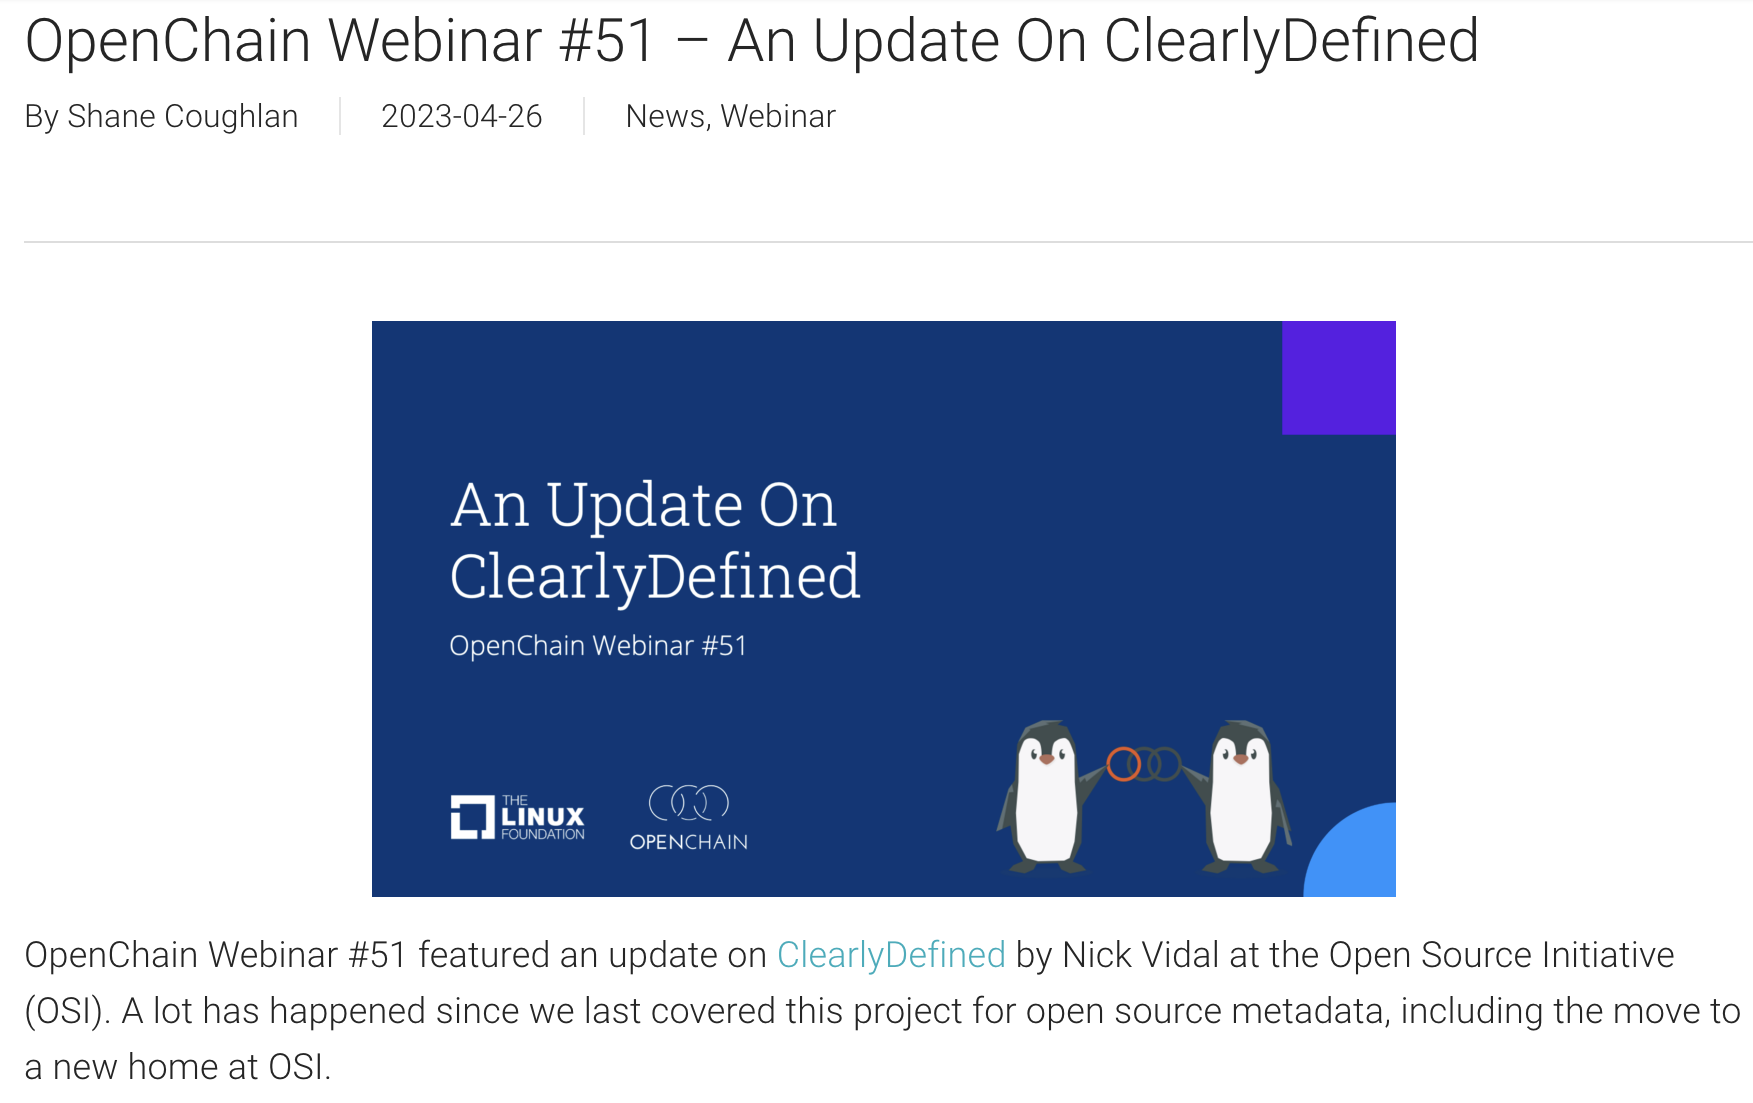 OpenChain Webinar #51 – An Update On ClearlyDefined
By Shane Coughlan 2023-04-26 News, Webinar
An Update On
ClearlyDefined
OpenChain Webinar #51
THE
LINUX
FOUNDATION
OPENCHAIN
OpenChain Webinar #51 featured an update on ClearlyDefined by Nick Vidal at the Open Source Initiative
(OSI). A lot has happened since we last covered this project for open source metadata, including the move to
a new home at OSI.